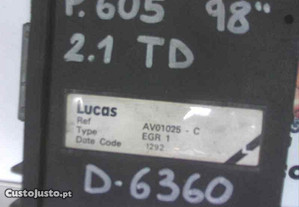 P.605 98"
2.1 TD
Lucas
Ref AV01025 - C
Type EGR 1
Date Code 1292
D-6360
CustoJusto.pt